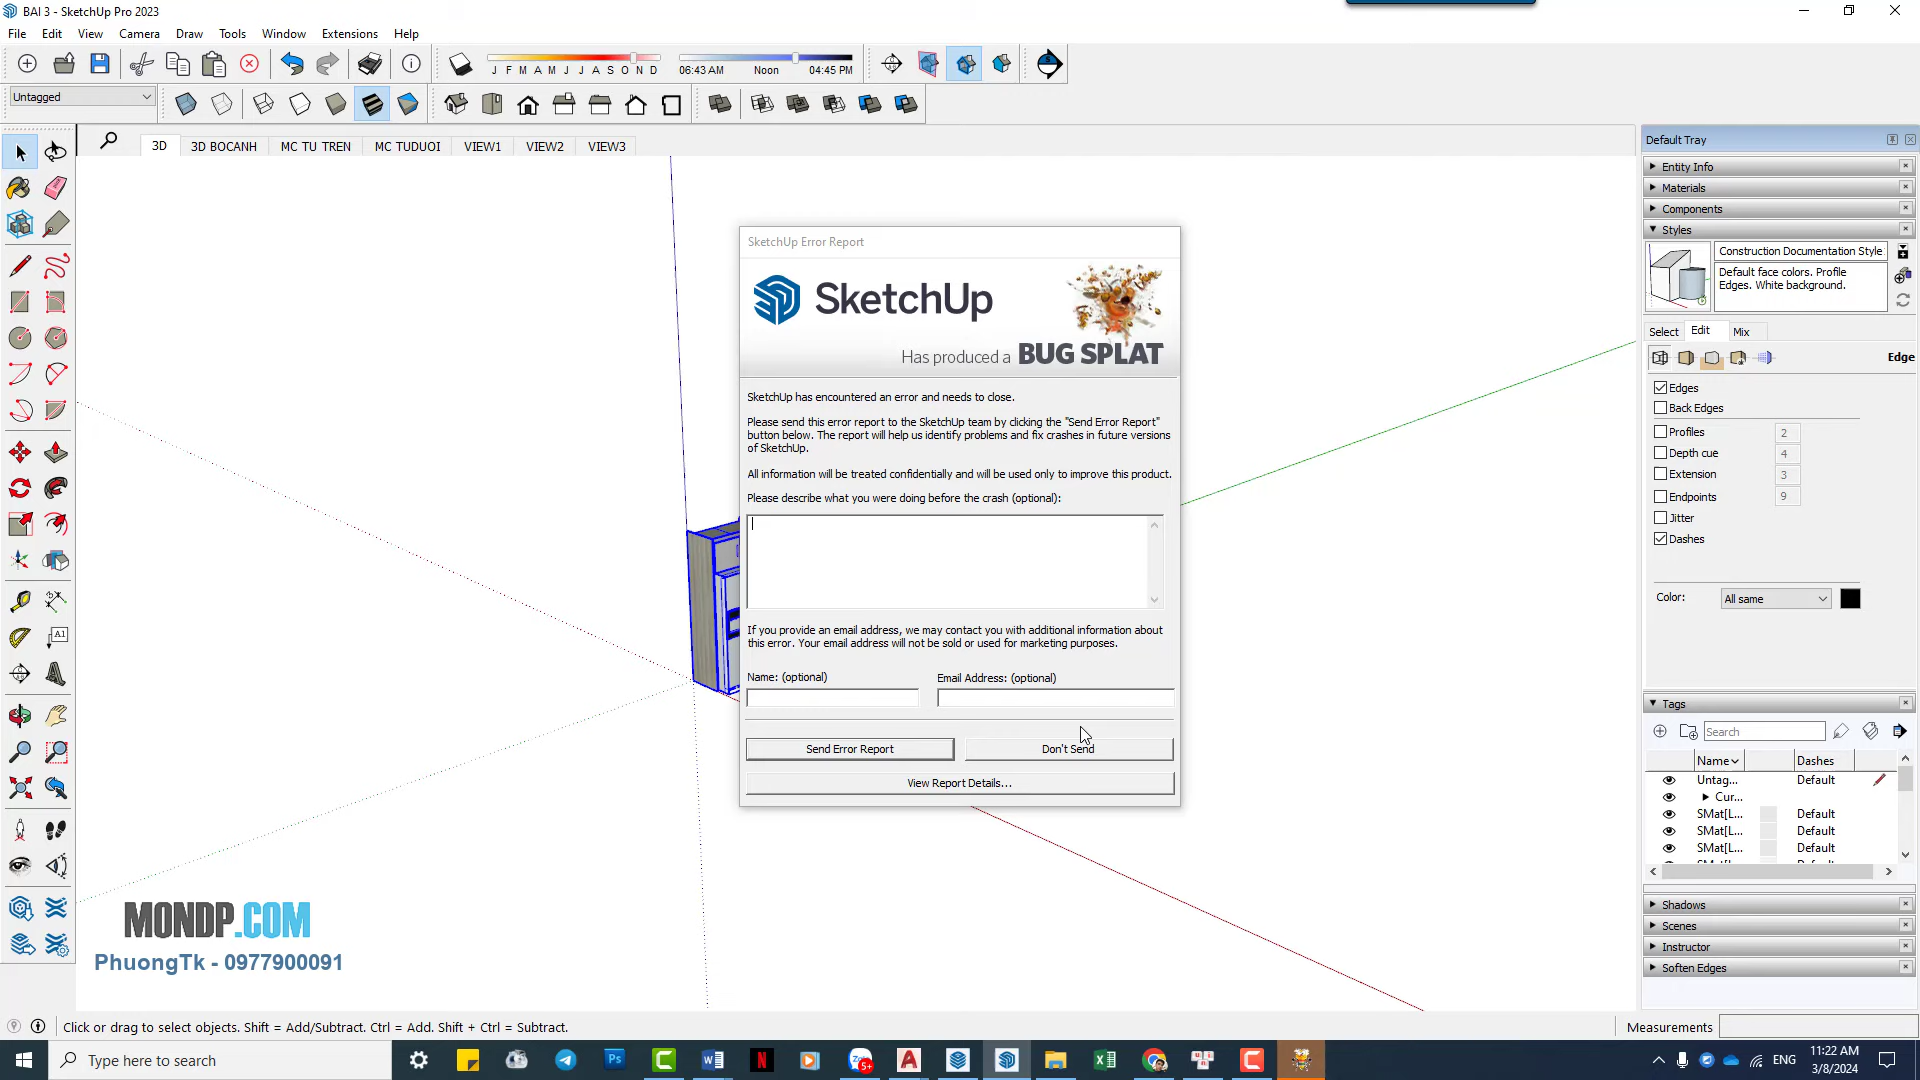 BAI 3 - SketchUp Pro 2023
File Edit View Camera Draw Tools Window Extensions Help
J F M A M J J A S O N D 06:43 AM Noon 04:45 PM
Untagged
3D 3D BOCANH MC TU TREN MC TUDUOI VIEW1 VIEW2 VIEW3
SketchUp Error Report
SketchUp
Has produced a BUG SPLAT
SketchUp has encountered an error and needs to close.
Please send this error report to the SketchUp team by clicking the "Send Error Report"
button below. The report will help us identify problems and fix crashes in future versions
of SketchUp.
All information will be treated confidentially and will be used only to improve this product.
Please describe what you were doing before the crash (optional):
If you provide an email address, we may contact you with additional information about
this error. Your email address will not be sold or used for marketing purposes.
Name: (optional) Email Address: (optional)
Send Error Report Don't Send
View Report Details...
Default Tray
Entity Info
Materials
Components
Styles
Construction Documentation Style
Default face colors. Profile
Edges. White background.
Select Edit Mix
Edge
Edges
Back Edges
Profiles 2
Depth cue 4
Extension 3
Endpoints 9
Jitter
Dashes
Color: All same
Tags
Search
Name Dashes
Untag... Default
Cur...
SMat[L... Default
SMat[L... Default
SMat[L... Default
Shadows
Scenes
Instructor
Soften Edges
A1
MONDP.COM
PhuongTk - 0977900091
Click or drag to select objects. Shift = Add/Subtract. Ctrl = Add. Shift + Ctrl = Subtract.
Measurements
Type here to search
Ps
5+
ENG
11:22 AM
3/8/2024